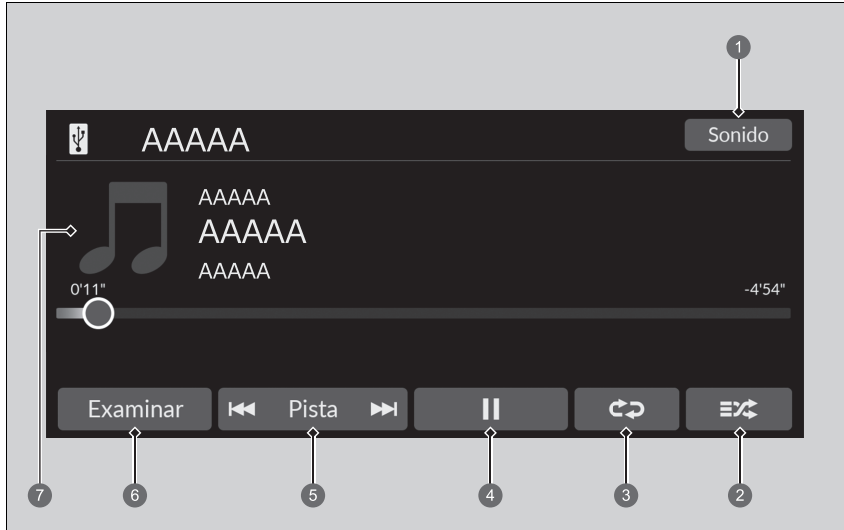 1
AAAAA
Sonido
AAAAA
AAAAA
AAAAA
7
0'11"
-4'54"
Examinar
Pista
6
5
4
3
2